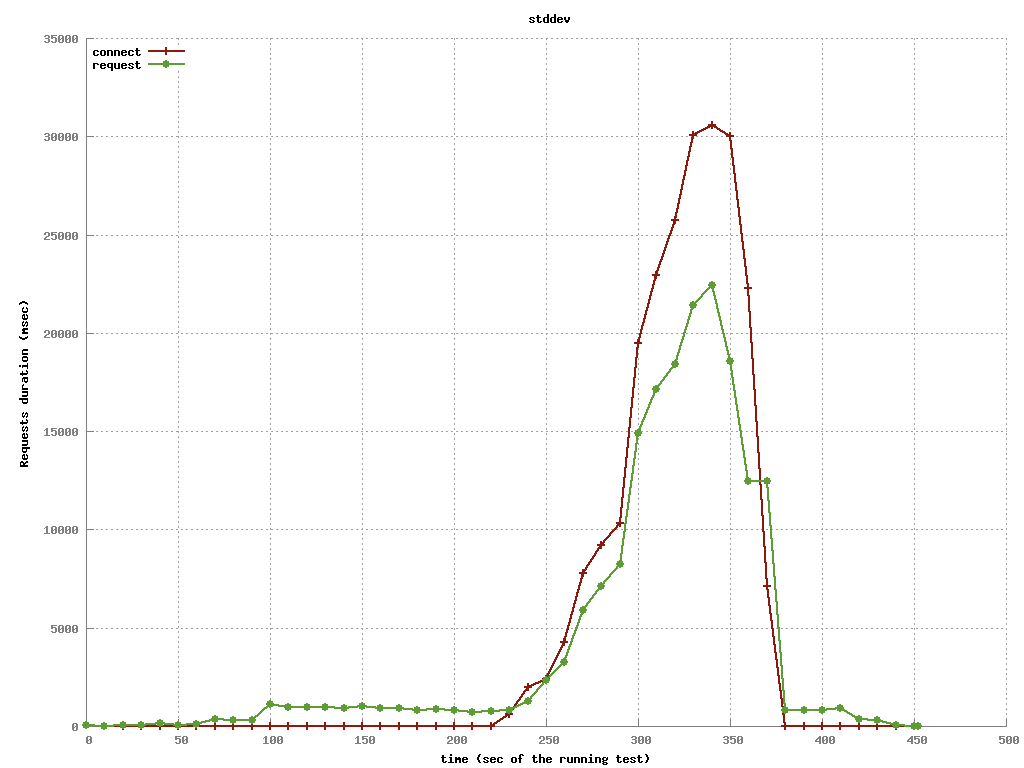 stddev
connect
request
35000
30000
25000
20000
15000
10000
5000
0
Requests duration (msec)
0 50 100 150 200 250 300 350 400 450 500
time (sec of the running test)